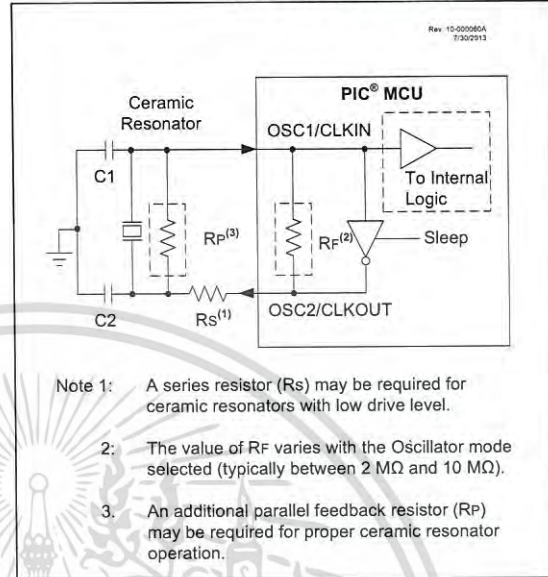 Rev. 10-000060A
7/30/2013
PIC® MCU
Ceramic
Resonator
OSC1/CLKIN
C1
To Internal
Logic
RP(3)
RF(2)
Sleep
C2
RS(1)
OSC2/CLKOUT
Note 1: A series resistor (Rs) may be required for
ceramic resonators with low drive level.
2: The value of RF varies with the Oscillator mode
selected (typically between 2 MΩ and 10 MΩ).
3. An additional parallel feedback resistor (RP)
may be required for proper ceramic resonator
operation.